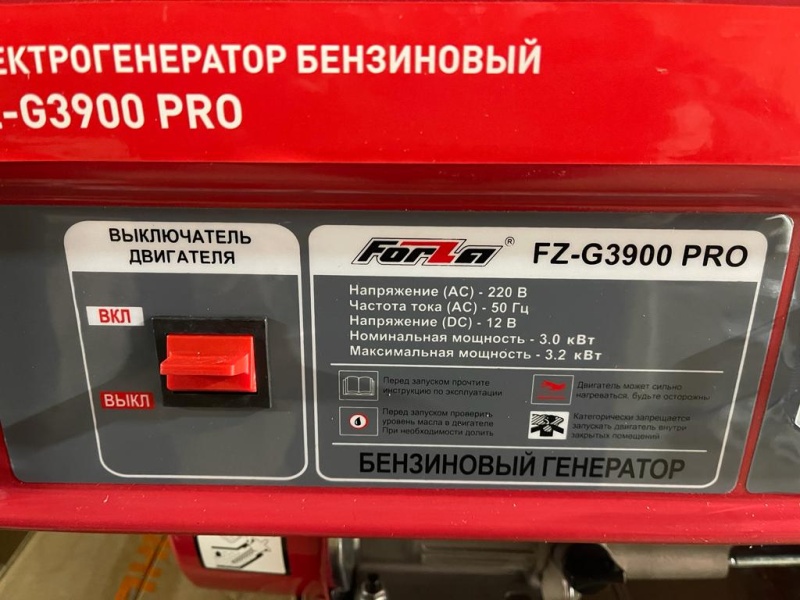 ЕКТРОГЕНЕРАТОР БЕНЗИНОВЫЙ
-G3900 PRO
ВЫКЛЮЧАТЕЛЬ
ДВИГАТЕЛЯ
ВКЛ
ВЫКЛ
ForZa® FZ-G3900 PRO
Напряжение (AC) - 220 В
Частота тока (AC) - 50 Гц
Напряжение (DC) - 12 В
Номинальная мощность - 3.0 кВт
Максимальная мощность - 3.2 кВт
Перед запуском прочтите
инструкцию по эксплуатации
Двигатель может сильно
нагреваться, будьте осторожны
Перед запуском проверить
уровень масла в двигателе
При необходимости долить
Категорически запрещается
запускать двигатель внутри
закрытых помещений
БЕНЗИНОВЫЙ ГЕНЕРАТОР